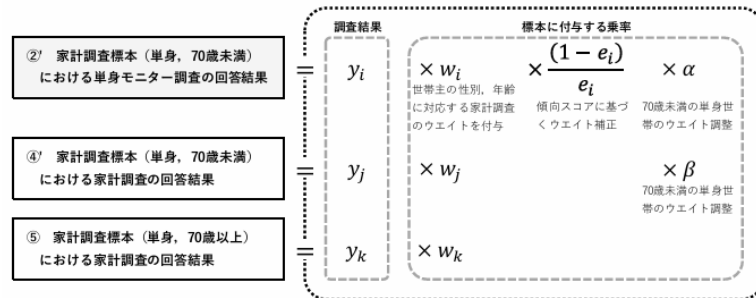 調査結果
標本に付与する乗率
②’ 家計調査標本（単身，70歳未満）
における単身モニター調査の回答結果
= y_i × w_i × (1 − e_i) / e_i × α
世帯主の性別，年齢
に対応する家計調査
のウエイトを付与
傾向スコアに基づ
くウエイト補正
70歳未満の単身世
帯のウエイト調整
④’ 家計調査標本（単身，70歳未満）
における家計調査の回答結果
= y_j × w_j × β
70歳未満の単身世
帯のウエイト調整
⑤ 家計調査標本（単身，70歳以上）
における家計調査の回答結果
= y_k × w_k